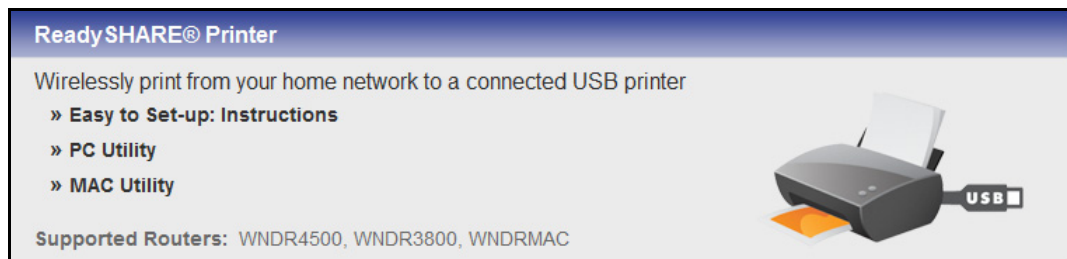 ReadySHARE® Printer
Wirelessly print from your home network to a connected USB printer
» Easy to Set-up: Instructions
» PC Utility
» MAC Utility
USB
Supported Routers: WNDR4500, WNDR3800, WNDRMAC